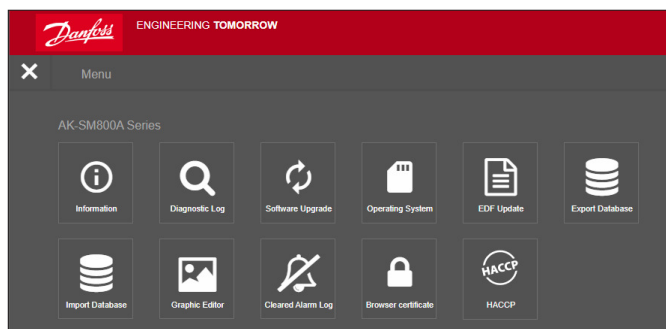 Danfoss
ENGINEERING TOMORROW
Menu
AK-SM800A Series
Information
Diagnostic Log
Software Upgrade
Operating System
EDF Update
Export Database
Import Database
Graphic Editor
Cleared Alarm Log
Browser certificate
HACCP
HACCP